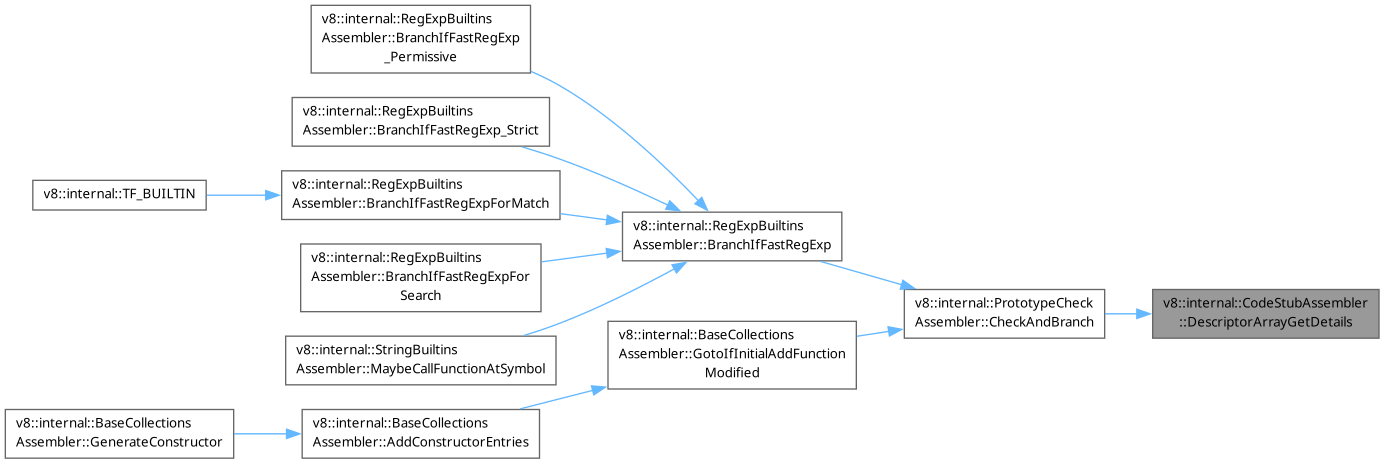 v8::internal::RegExpBuiltins
Assembler::BranchIfFastRegExp
_Permissive
v8::internal::RegExpBuiltins
Assembler::BranchIfFastRegExp_Strict
v8::internal::TF_BUILTIN
v8::internal::RegExpBuiltins
Assembler::BranchIfFastRegExpForMatch
v8::internal::RegExpBuiltins
Assembler::BranchIfFastRegExp
v8::internal::RegExpBuiltins
Assembler::BranchIfFastRegExpFor
Search
v8::internal::PrototypeCheck
Assembler::CheckAndBranch
v8::internal::CodeStubAssembler
::DescriptorArrayGetDetails
v8::internal::StringBuiltins
Assembler::MaybeCallFunctionAtSymbol
v8::internal::BaseCollections
Assembler::GotoIfInitialAddFunction
Modified
v8::internal::BaseCollections
Assembler::GenerateConstructor
v8::internal::BaseCollections
Assembler::AddConstructorEntries